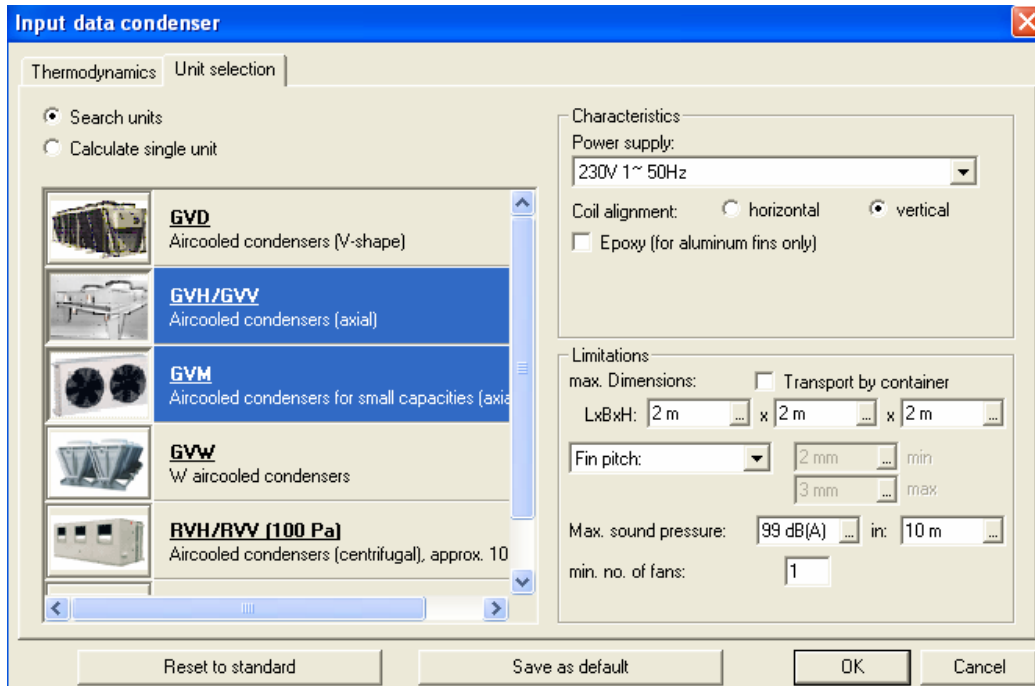 Input data condenser
Thermodynamics
Unit selection
Search units
Calculate single unit
GVD
Aircooled condensers (V-shape)
GVH/GVV
Aircooled condensers (axial)
GVM
Aircooled condensers for small capacities (axia
GVW
W aircooled condensers
RVH/RVV (100 Pa)
Aircooled condensers (centrifugal), approx. 10
Characteristics
Power supply:
230V 1~ 50Hz
Coil alignment: horizontal vertical
Epoxy (for aluminum fins only)
Limitations
max. Dimensions: Transport by container
LxBxH: 2 m ... x 2 m ... x 2 m ...
Fin pitch: 2 mm ... min
3 mm ... max
Max. sound pressure: 99 dB(A) ... in: 10 m ...
min. no. of fans: 1
Reset to standard
Save as default
OK
Cancel